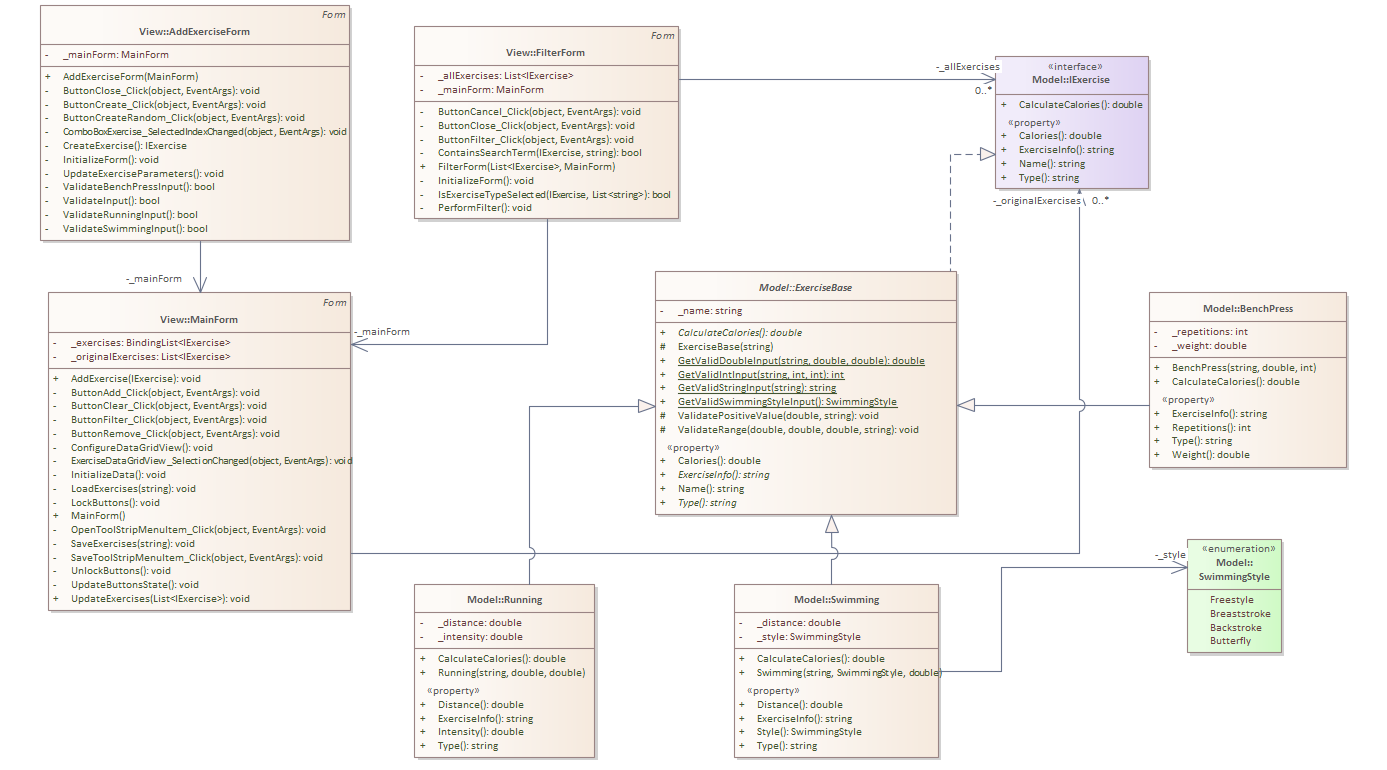 Form
View::AddExerciseForm
- _mainForm: MainForm
+ AddExerciseForm(MainForm)
- ButtonClose_Click(object, EventArgs): void
- ButtonCreate_Click(object, EventArgs): void
- ButtonCreateRandom_Click(object, EventArgs): void
- ComboBoxExercise_SelectedIndexChanged(object, EventArgs): void
- CreateExercise(): IExercise
- InitializeForm(): void
- UpdateExerciseParameters(): void
- ValidateBenchPressInput(): bool
- ValidateInput(): bool
- ValidateRunningInput(): bool
- ValidateSwimmingInput(): bool
-_mainForm
Form
View::FilterForm
- _allExercises: List<IExercise>
- _mainForm: MainForm
- ButtonCancel_Click(object, EventArgs): void
- ButtonClose_Click(object, EventArgs): void
- ButtonFilter_Click(object, EventArgs): void
- ContainsSearchTerm(IExercise, string): bool
+ FilterForm(List<IExercise>, MainForm)
- InitializeForm(): void
- IsExerciseTypeSelected(IExercise, List<string>): bool
- PerformFilter(): void
-_allExercises
0..*
«interface»
Model::IExercise
+ CalculateCalories(): double
«property»
+ Calories(): double
+ ExerciseInfo(): string
+ Name(): string
+ Type(): string
-_originalExercises\ 0..*
Form
View::MainForm
- _exercises: BindingList<IExercise>
- _originalExercises: List<IExercise>
+ AddExercise(IExercise): void
- ButtonAdd_Click(object, EventArgs): void
- ButtonClear_Click(object, EventArgs): void
- ButtonFilter_Click(object, EventArgs): void
- ButtonRemove_Click(object, EventArgs): void
- ConfigureDataGridView(): void
- ExerciseDataGridView_SelectionChanged(object, EventArgs): void
- InitializeData(): void
- LoadExercises(string): void
- LockButtons(): void
+ MainForm()
- OpenToolStripMenuItem_Click(object, EventArgs): void
- SaveExercises(string): void
- SaveToolStripMenuItem_Click(object, EventArgs): void
- UnlockButtons(): void
- UpdateButtonsState(): void
+ UpdateExercises(List<IExercise>): void
-_mainForm
Model::ExerciseBase
- _name: string
+ CalculateCalories(): double
# ExerciseBase(string)
+ GetValidDoubleInput(string, double, double): double
+ GetValidIntInput(string, int, int): int
+ GetValidStringInput(string): string
+ GetValidSwimmingStyleInput(): SwimmingStyle
# ValidatePositiveValue(double, string): void
# ValidateRange(double, double, double, string): void
«property»
+ Calories(): double
+ ExerciseInfo(): string
+ Name(): string
+ Type(): string
Model::BenchPress
- _repetitions: int
- _weight: double
+ BenchPress(string, double, int)
+ CalculateCalories(): double
«property»
+ ExerciseInfo(): string
+ Repetitions(): int
+ Type(): string
+ Weight(): double
Model::Running
- _distance: double
- _intensity: double
+ CalculateCalories(): double
+ Running(string, double, double)
«property»
+ Distance(): double
+ ExerciseInfo(): string
+ Intensity(): double
+ Type(): string
Model::Swimming
- _distance: double
- _style: SwimmingStyle
+ CalculateCalories(): double
+ Swimming(string, SwimmingStyle, double)
«property»
+ Distance(): double
+ ExerciseInfo(): string
+ Style(): SwimmingStyle
+ Type(): string
-_style
«enumeration»
Model::
SwimmingStyle
Freestyle
Breaststroke
Backstroke
Butterfly